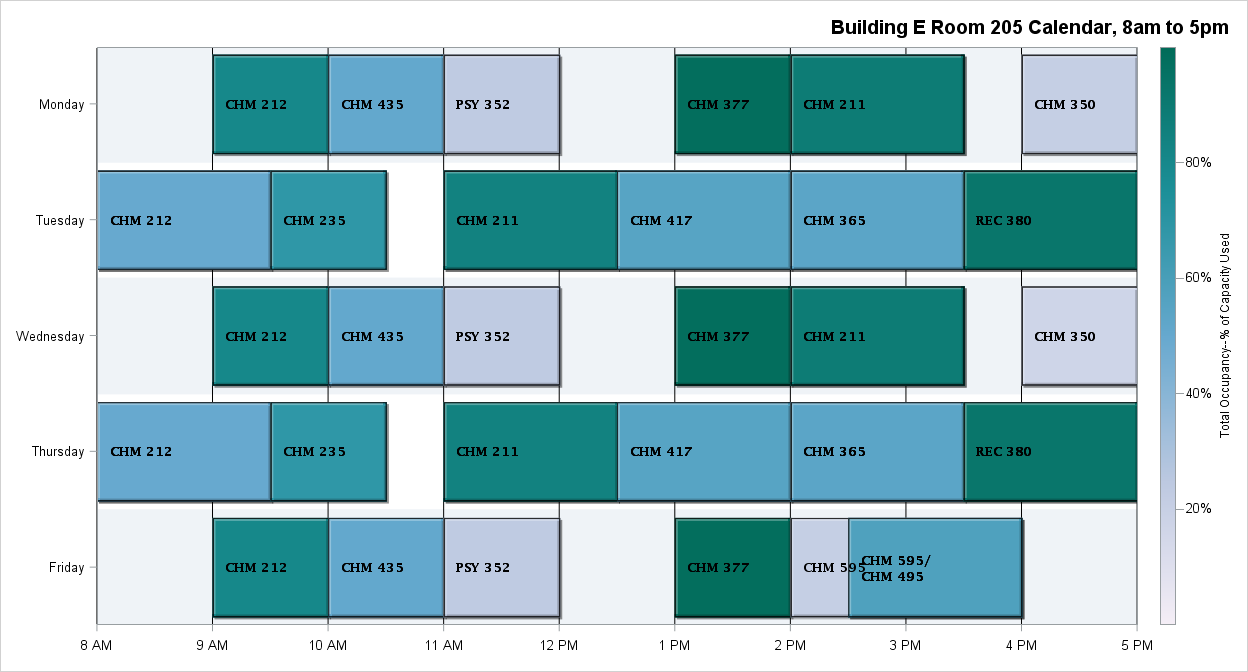 Building E Room 205 Calendar, 8am to 5pm
Monday
CHM 212
CHM 435
PSY 352
CHM 377
CHM 211
CHM 350
Tuesday
CHM 212
CHM 235
CHM 211
CHM 417
CHM 365
REC 380
Wednesday
CHM 212
CHM 435
PSY 352
CHM 377
CHM 211
CHM 350
Thursday
CHM 212
CHM 235
CHM 211
CHM 417
CHM 365
REC 380
Friday
CHM 212
CHM 435
PSY 352
CHM 377
CHM 595
CHM 595/
CHM 495
8 AM
9 AM
10 AM
11 AM
12 PM
1 PM
2 PM
3 PM
4 PM
5 PM
80%
60%
40%
20%
Total Occupancy--% of Capacity Used